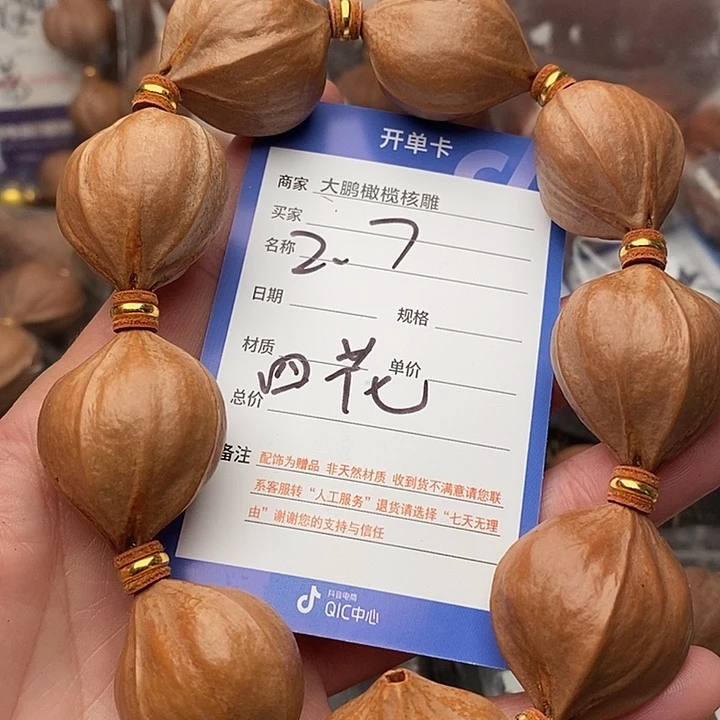 开单卡
商家 大鹏橄榄核雕
买家
名称 2.7
日期 规格
材质 四花 单价
总价
备注 配饰为赠品 非天然材质 收到货不满意请您联
系客服转“人工服务”退货请选择“七天无理
由”谢谢您的支持与信任
抖音电商
QIC中心